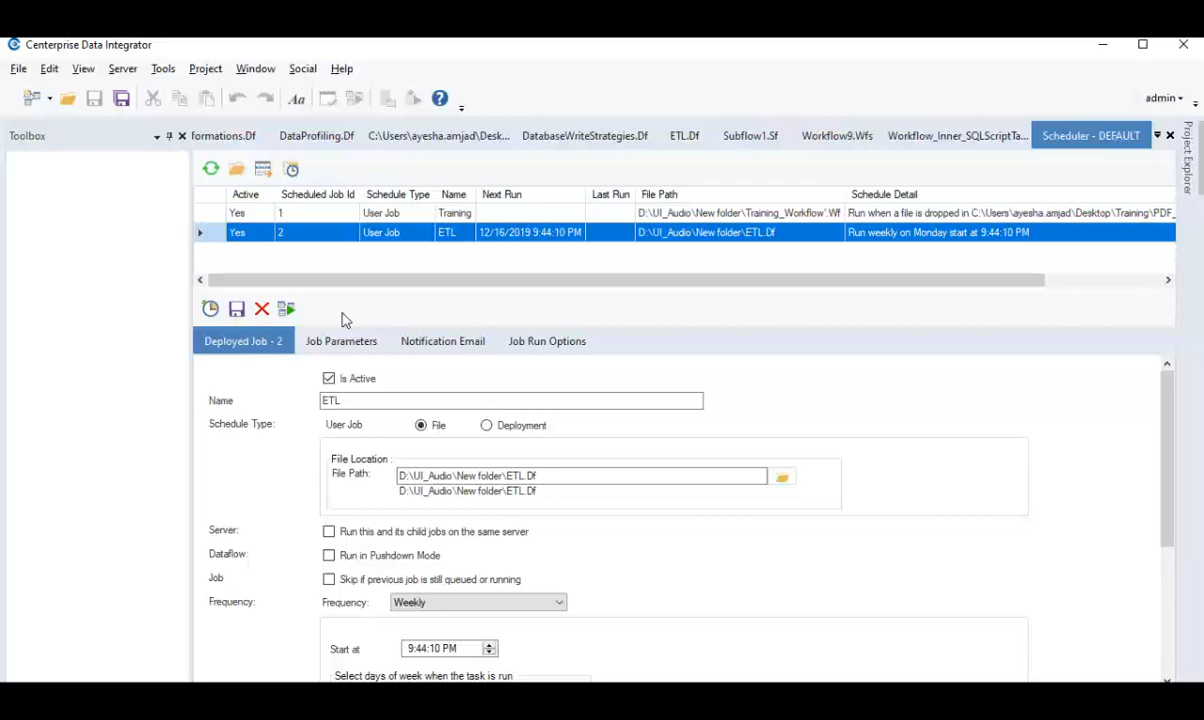 Centerprise Data Integrator
File Edit View Server Tools Project Window Social Help
Aa
admin
Toolbox
formations.Df DataProfiling.Df C:\Users\ayesha.amjad\Desk... DatabaseWriteStrategies.Df ETL.Df Subflow1.Sf Workflow9.Wfs Workflow_Inner_SQLScriptTa... Scheduler - DEFAULT
Project Explorer
Active Scheduled Job Id Schedule Type Name Next Run Last Run File Path Schedule Detail
Yes 1 User Job Training D:\UI_Audio\New folder\Training_Workflow'.Wf Run when a file is dropped in C:\Users\ayesha.amjad\Desktop\Training\PDF_
Yes 2 User Job ETL 12/16/2019 9:44:10 PM D:\UI_Audio\New folder\ETL.Df Run weekly on Monday start at 9:44:10 PM
Deployed Job - 2 Job Parameters Notification Email Job Run Options
Is Active
Name ETL
Schedule Type: User Job File Deployment
File Location :
File Path: D:\UI_Audio\New folder\ETL.Df
D:\UI_Audio\New folder\ETL.Df
Server: Run this and its child jobs on the same server
Dataflow: Run in Pushdown Mode
Job Skip if previous job is still queued or running
Frequency: Frequency: Weekly
Start at 9:44:10 PM
Select days of week when the task is run